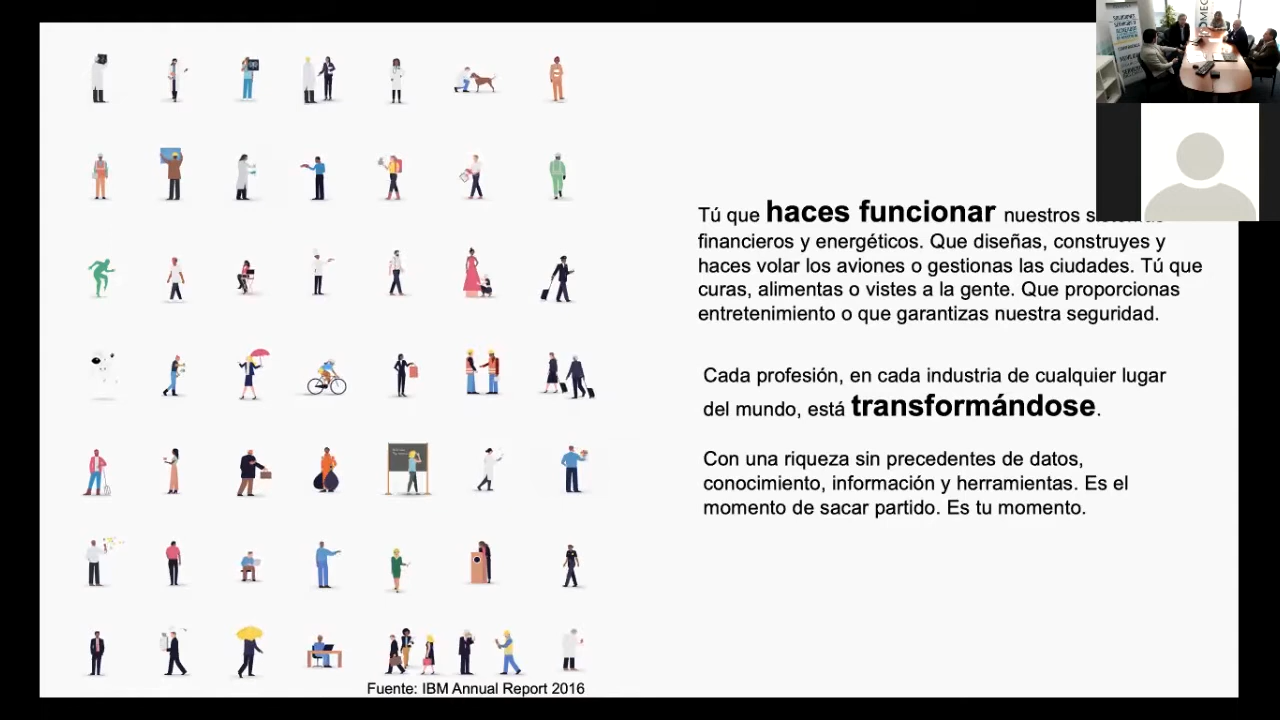 Tú que haces funcionar nuestros
financieros y energéticos. Que diseñas, construyes y
haces volar los aviones o gestionas las ciudades. Tú que
curas, alimentas o vistes a la gente. Que proporcionas
entretenimiento o que garantizas nuestra seguridad.
Cada profesión, en cada industria de cualquier lugar
del mundo, está transformándose.
Con una riqueza sin precedentes de datos,
conocimiento, información y herramientas. Es el
momento de sacar partido. Es tu momento.
Fuente: IBM Annual Report 2016